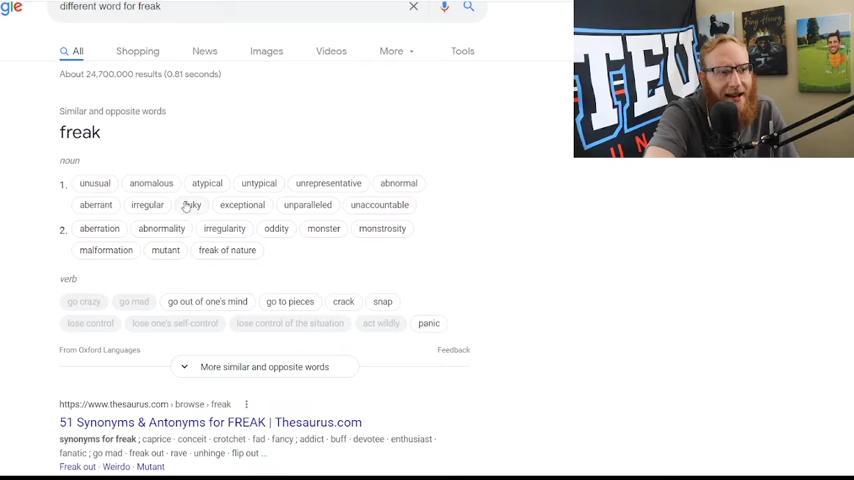 gle
different word for freak
All Shopping News Images Videos More Tools
About 24,700,000 results (0.81 seconds)
Similar and opposite words
freak
noun
1. unusual anomalous atypical untypical unrepresentative abnormal
aberrant irregular exceptional unparalleled unaccountable
2. aberration abnormality irregularity oddity monster monstrosity
malformation mutant freak of nature
verb
go crazy go mad go out of one's mind go to pieces crack snap
lose control lose one's self-control lose control of the situation act wildly panic
From Oxford Languages Feedback
More similar and opposite words
https://www.thesaurus.com › browse › freak
51 Synonyms & Antonyms for FREAK | Thesaurus.com
synonyms for freak ; caprice · conceit · crotchet · fad · fancy ; addict · buff · devotee · enthusiast ·
fanatic ; go mad · freak out · rave · unhinge · flip out ...
Freak out · Weirdo · Mutant
TEU